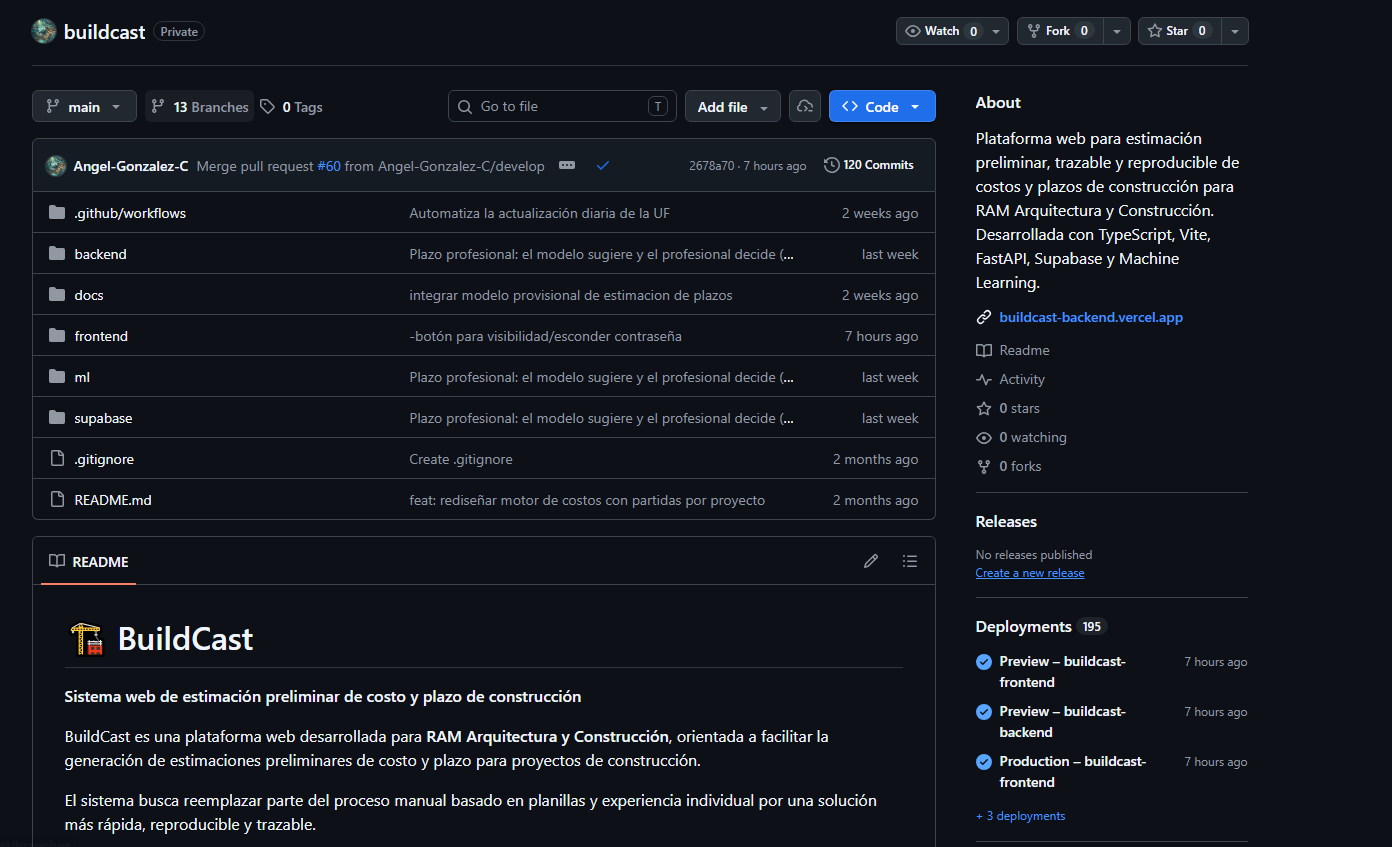 buildcast Private Watch 0 Fork 0 Star 0
main 13 Branches 0 Tags Go to file T Add file Code
Angel-Gonzalez-C Merge pull request #60 from Angel-Gonzalez-C/develop 2678a70 · 7 hours ago 120 Commits
.github/workflows Automatiza la actualización diaria de la UF 2 weeks ago
backend Plazo profesional: el modelo sugiere y el profesional decide (... last week
docs integrar modelo provisional de estimacion de plazos 2 weeks ago
frontend -botón para visibilidad/esconder contraseña 7 hours ago
ml Plazo profesional: el modelo sugiere y el profesional decide (... last week
supabase Plazo profesional: el modelo sugiere y el profesional decide (... last week
.gitignore Create .gitignore 2 months ago
README.md feat: rediseñar motor de costos con partidas por proyecto 2 months ago
README
BuildCast
Sistema web de estimación preliminar de costo y plazo de construcción
BuildCast es una plataforma web desarrollada para RAM Arquitectura y Construcción, orientada a facilitar la
generación de estimaciones preliminares de costo y plazo para proyectos de construcción.
El sistema busca reemplazar parte del proceso manual basado en planillas y experiencia individual por una solución
más rápida, reproducible y trazable.
About
Plataforma web para estimación
preliminar, trazable y reproducible de
costos y plazos de construcción para
RAM Arquitectura y Construcción.
Desarrollada con TypeScript, Vite,
FastAPI, Supabase y Machine
Learning.
buildcast-backend.vercel.app
Readme
Activity
0 stars
0 watching
0 forks
Releases
No releases published
Create a new release
Deployments 195
Preview – buildcast- 7 hours ago
frontend
Preview – buildcast- 7 hours ago
backend
Production – buildcast- 7 hours ago
frontend
+ 3 deployments